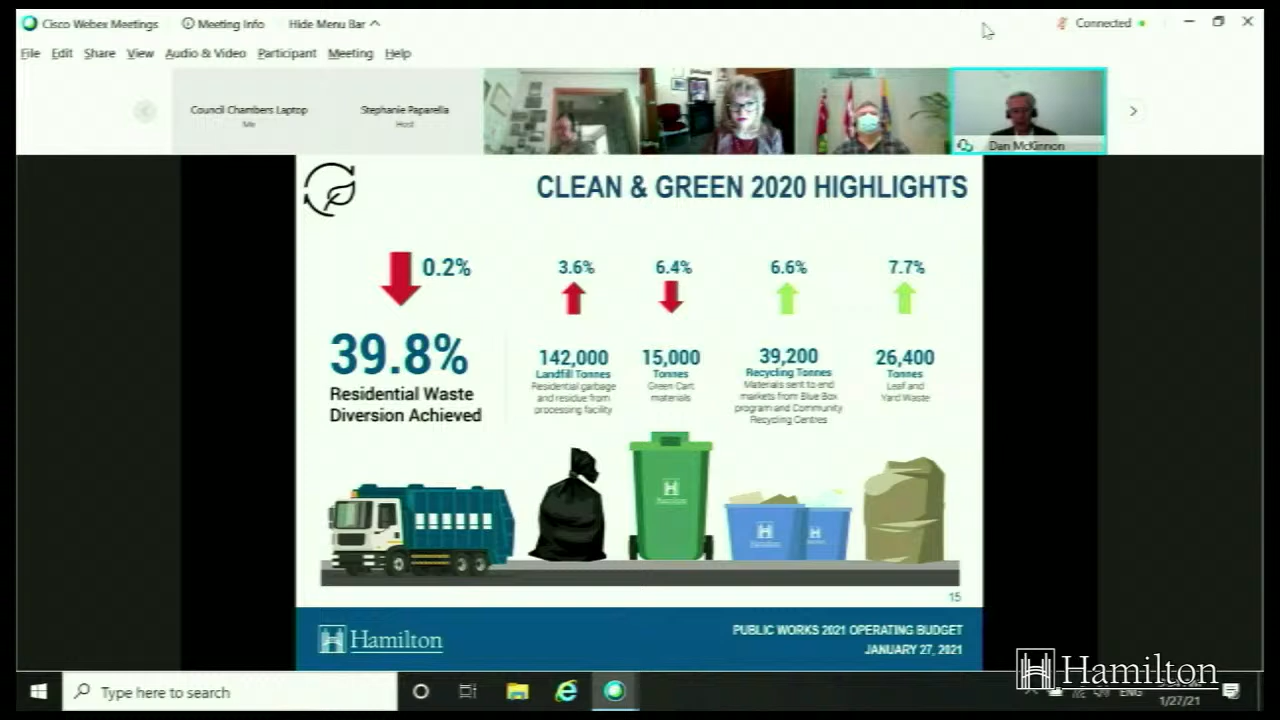 Cisco Webex Meetings
Meeting Info
Hide Menu Bar
Connected
File Edit Share View Audio & Video Participant Meeting Help
Council Chambers Laptop
Me
Stephanie Paparella
Host
Dan McKinnon
CLEAN & GREEN 2020 HIGHLIGHTS
0.2%
39.8%
Residential Waste
Diversion Achieved
3.6%
142,000
Landfill Tonnes
Residential garbage
and residue from
processing facility
6.4%
15,000
Tonnes
Green Cart
materials
6.6%
39,200
Recycling Tonnes
Materials sent to end
markets from Blue Box
program and Community
Recycling Centres
7.7%
26,400
Tonnes
Leaf and
Yard Waste
Hamilton
Hamilton
15
Hamilton
PUBLIC WORKS 2021 OPERATING BUDGET
JANUARY 27, 2021
Hamilton
Type here to search
ENG
1/27/21